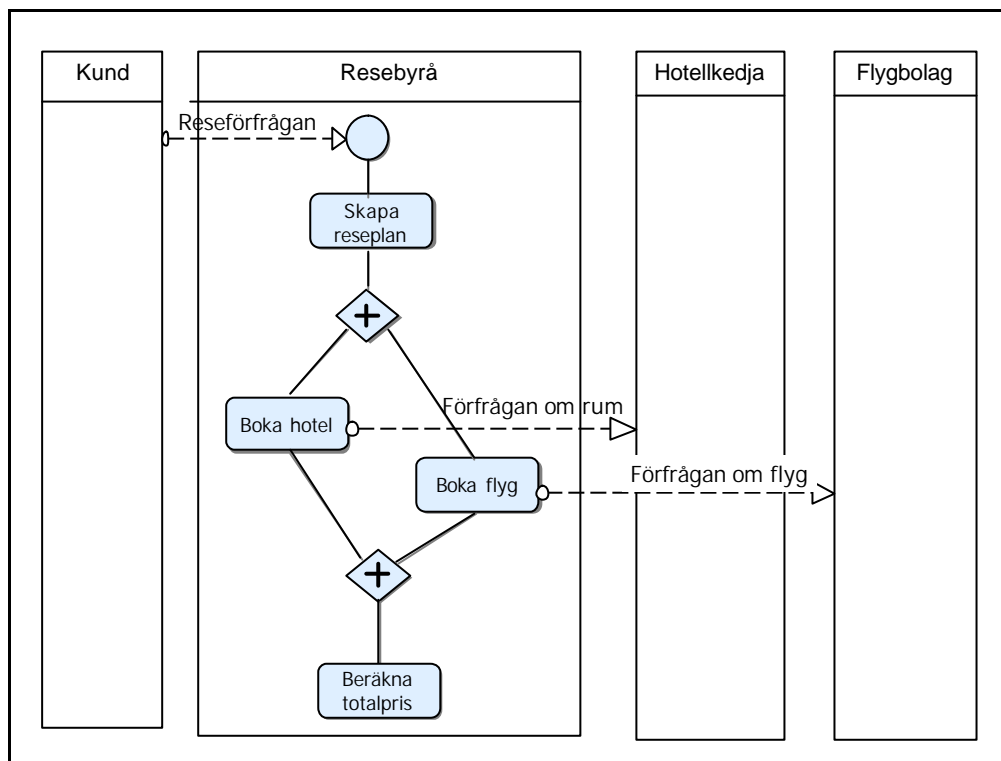 Kund
Resebyrå
Hotellkedja
Flygbolag
Reseförfrågan
Skapa
reseplan
Förfrågan om rum
Boka hotel
Förfrågan om flyg
Boka flyg
Beräkna
totalpris